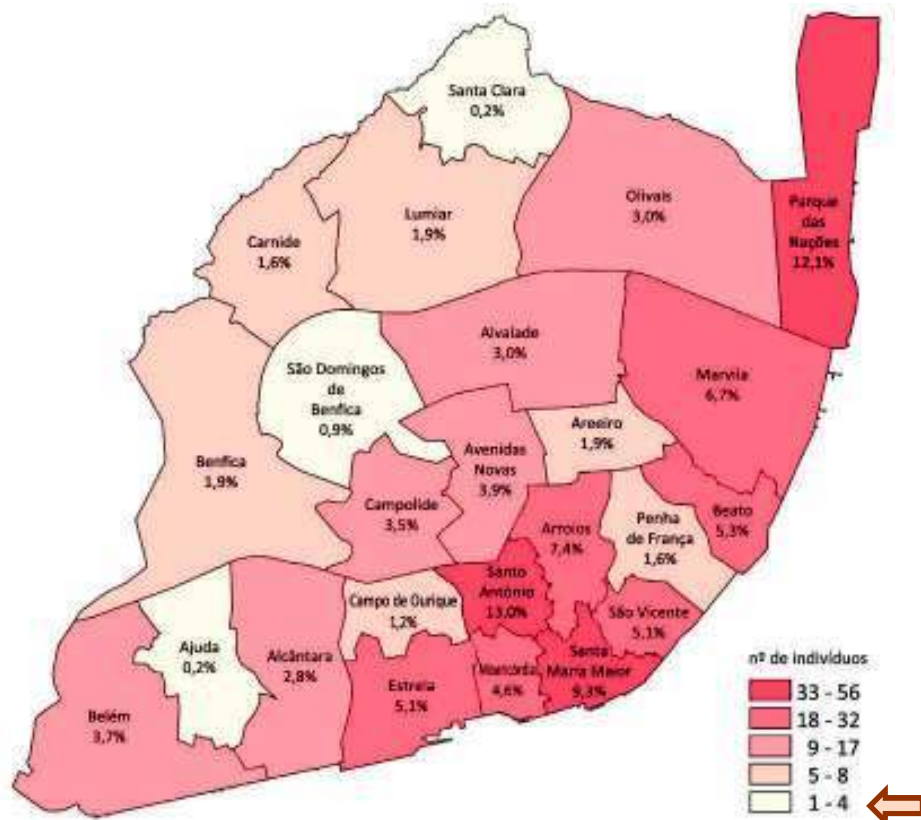 Santa Clara
0,2%
Olivais
3,0%
Parque
das
Nações
12,1%
Lumiar
1,9%
Carnide
1,6%
Alvalade
3,0%
São Domingos
de
Benfica
0,9%
Marvila
6,7%
Areeiro
1,9%
Avenidas
Novas
3,9%
Benfica
1,9%
Campolide
3,5%
Beato
5,3%
Penha
de França
1,6%
Arroios
7,4%
Santo
António
13,0%
Campo de Ourique
1,2%
São Vicente
5,1%
Ajuda
0,2%
Alcântara
2,8%
Estrela
5,1%
Misericórdia
4,6%
Santa
Maria Maior
9,3%
Belém
3,7%
nº de indivíduos
33 - 56
18 - 32
9 - 17
5 - 8
1 - 4